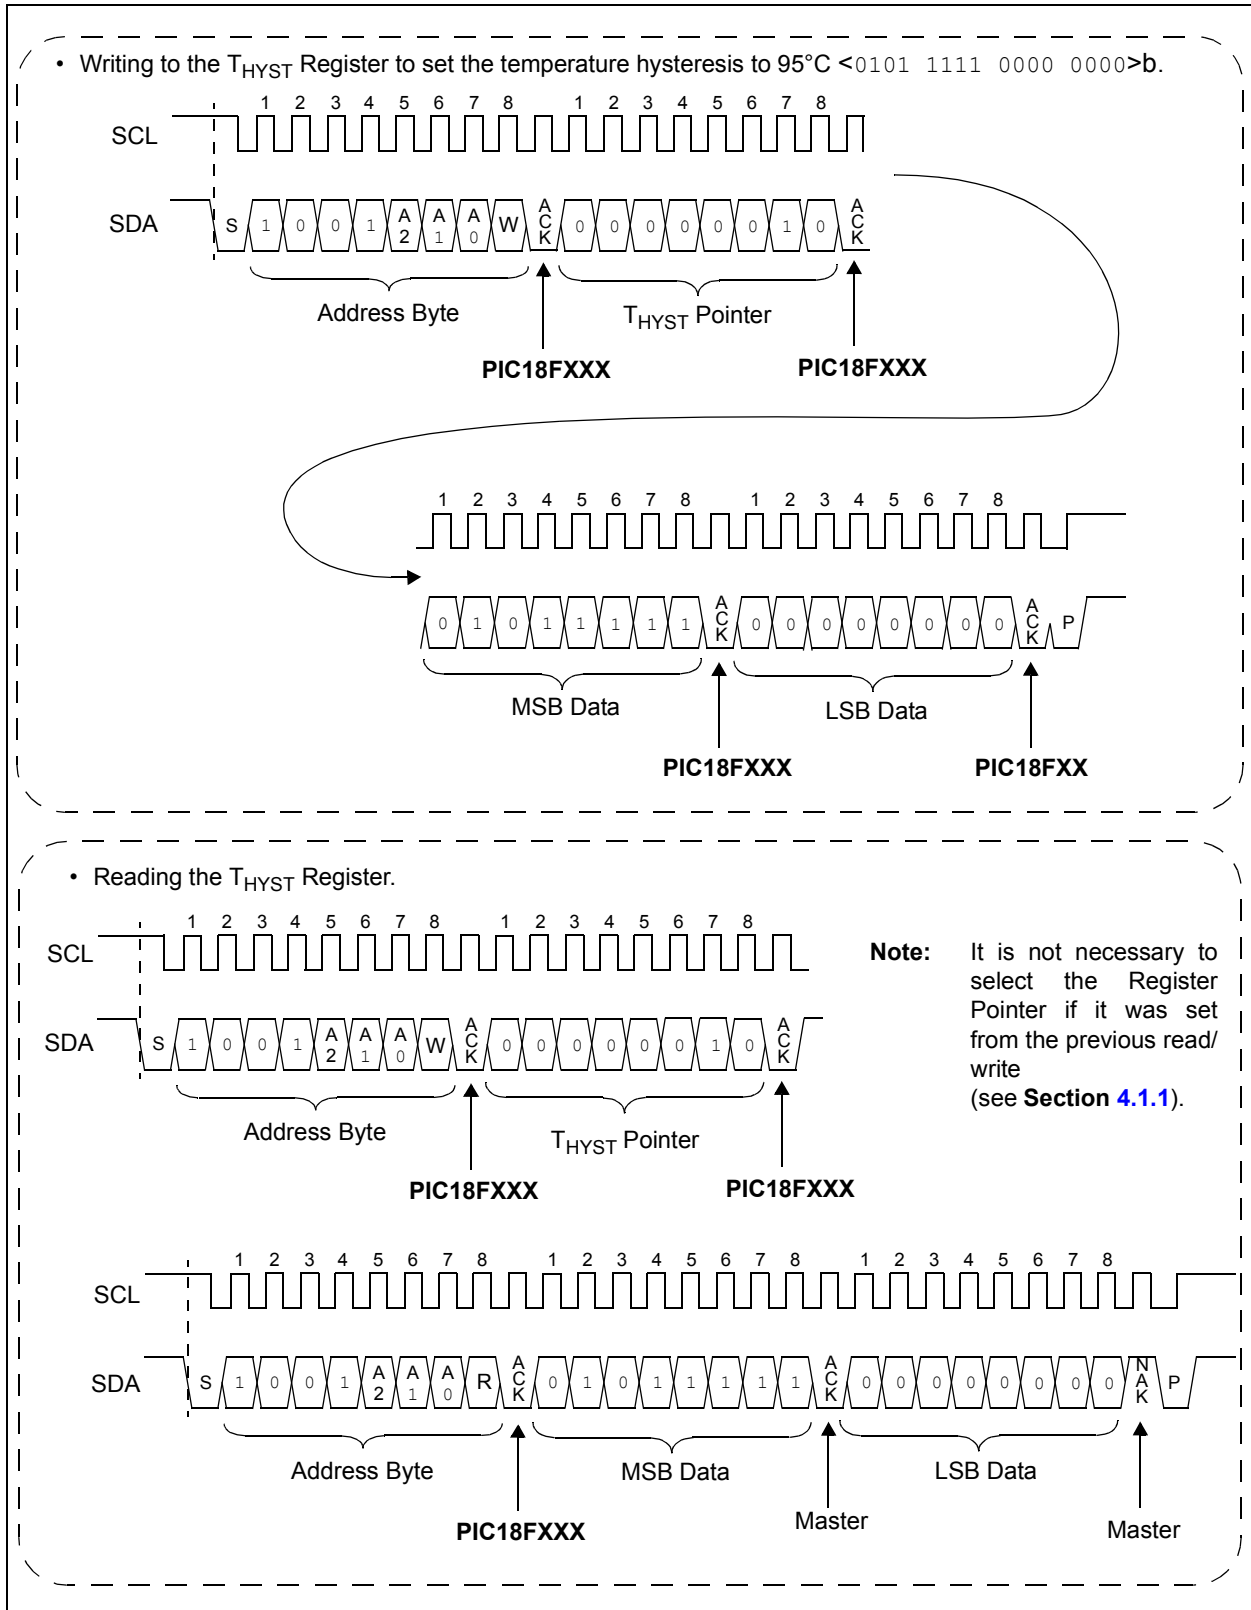 • Writing to the THYST Register to set the temperature hysteresis to 95°C <0101 1111 0000 0000>b.
1 2 3 4 5 6 7 8 1 2 3 4 5 6 7 8
SCL
SDA S 1 0 0 1 A2 A1 A0 W ACK 0 0 0 0 0 0 1 0 ACK
Address Byte THYST Pointer
PIC18FXXX PIC18FXXX
1 2 3 4 5 6 7 8 1 2 3 4 5 6 7 8
0 1 0 1 1 1 1 1 ACK 0 0 0 0 0 0 0 0 ACK P
MSB Data LSB Data
PIC18FXXX PIC18FXX
• Reading the THYST Register.
1 2 3 4 5 6 7 8 1 2 3 4 5 6 7 8
SCL
SDA S 1 0 0 1 A2 A1 A0 W ACK 0 0 0 0 0 0 1 0 ACK
Address Byte THYST Pointer
PIC18FXXX PIC18FXXX
Note: It is not necessary to
select the Register
Pointer if it was set
from the previous read/
write
(see Section 4.1.1).
1 2 3 4 5 6 7 8 1 2 3 4 5 6 7 8 1 2 3 4 5 6 7 8
SCL
SDA S 1 0 0 1 A2 A1 A0 R ACK 0 1 0 1 1 1 1 1 ACK 0 0 0 0 0 0 0 0 NAK P
Address Byte MSB Data LSB Data
PIC18FXXX Master Master